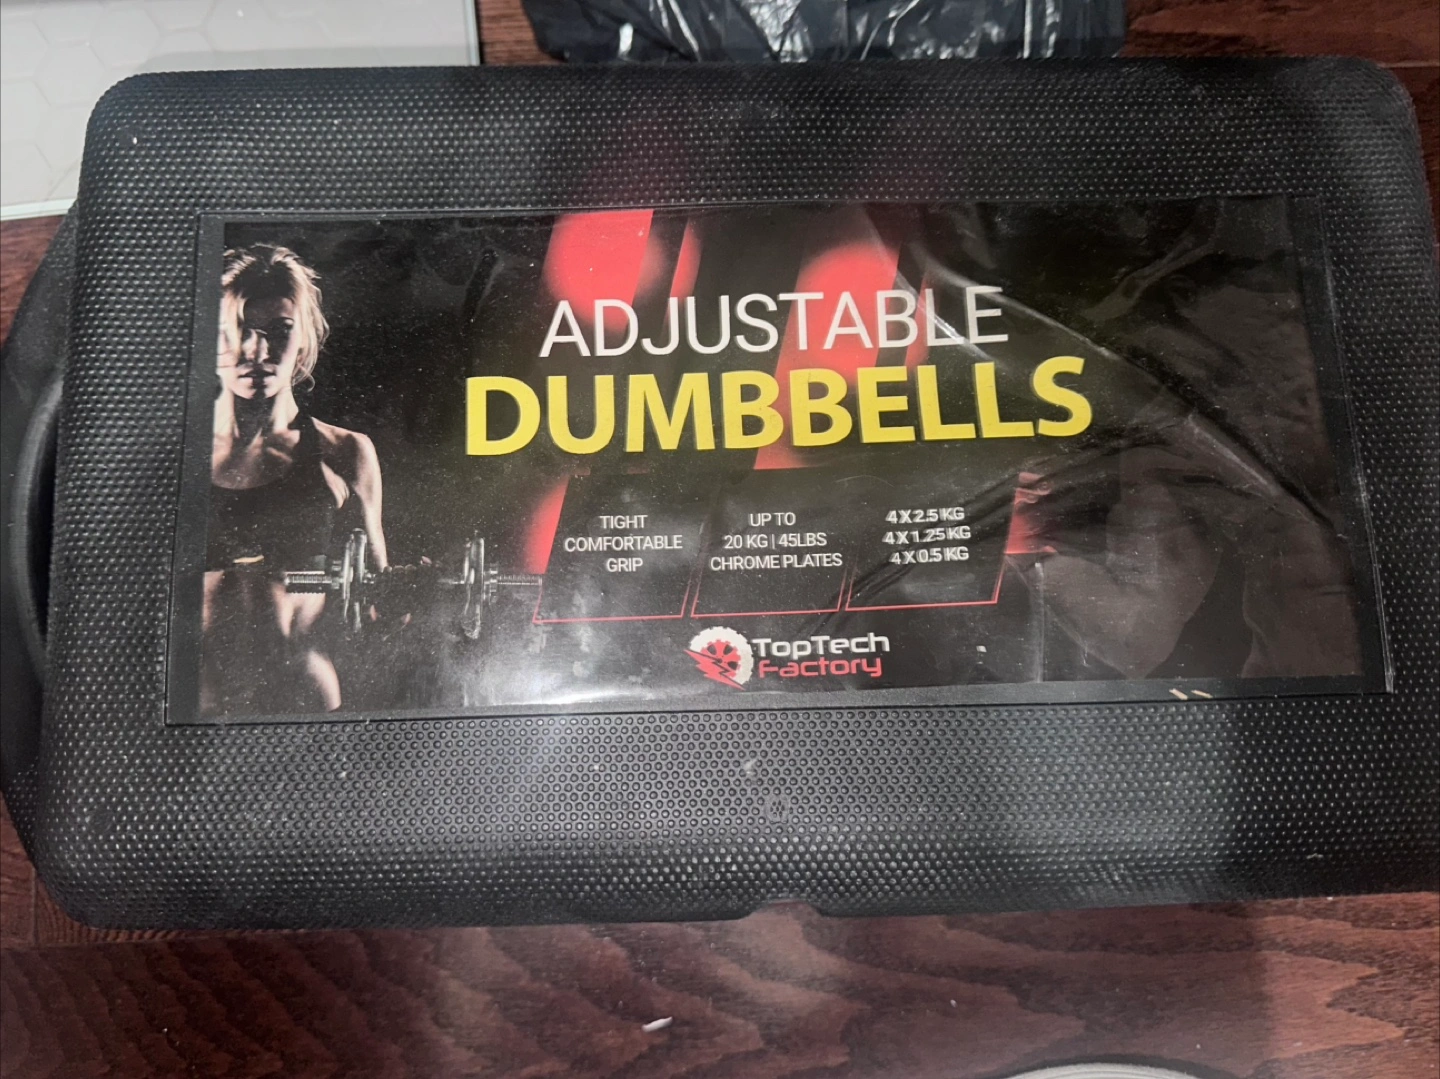 ADJUSTABLE
DUMBBELLS
TIGHT
COMFORTABLE
GRIP
UP TO
20 KG | 45LBS
CHROME PLATES
4 X 2.5 KG
4 X 1.25 KG
4 X 0.5 KG
TopTech
Factory